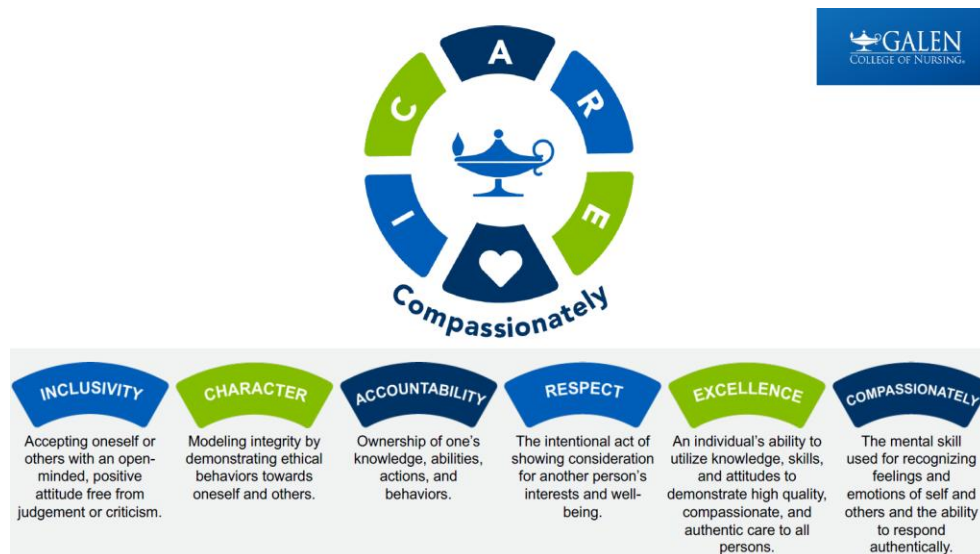 GALEN
COLLEGE OF NURSING®
I
C
A
R
E
Compassionately
INCLUSIVITY
Accepting oneself or
others with an open-
minded, positive
attitude free from
judgement or criticism.
CHARACTER
Modeling integrity by
demonstrating ethical
behaviors towards
oneself and others.
ACCOUNTABILITY
Ownership of one's
knowledge, abilities,
actions, and
behaviors.
RESPECT
The intentional act of
showing consideration
for another person's
interests and well-
being.
EXCELLENCE
An individual's ability to
utilize knowledge, skills,
and attitudes to
demonstrate high quality,
compassionate, and
authentic care to all
persons.
COMPASSIONATELY
The mental skill
used for recognizing
feelings and
emotions of self and
others and the ability
to respond
authentically.